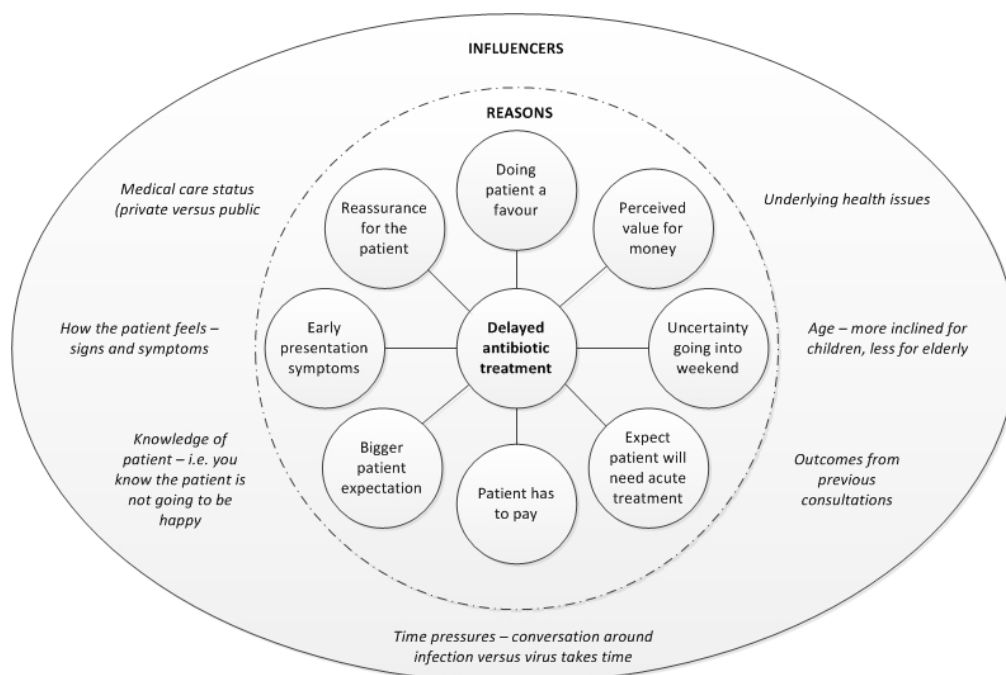 INFLUENCERS
REASONS
Doing
patient a
favour
Medical care status
(private versus public
Reassurance
for the
patient
Perceived
value for
money
Underlying health issues
How the patient feels –
signs and symptoms
Early
presentation
symptoms
Delayed
antibiotic
treatment
Uncertainty
going into
weekend
Age – more inclined for
children, less for elderly
Knowledge of
patient – i.e. you
know the patient is
not going to be
happy
Bigger
patient
expectation
Patient has
to pay
Expect
patient will
need acute
treatment
Outcomes from
previous
consultations
Time pressures – conversation around
infection versus virus takes time